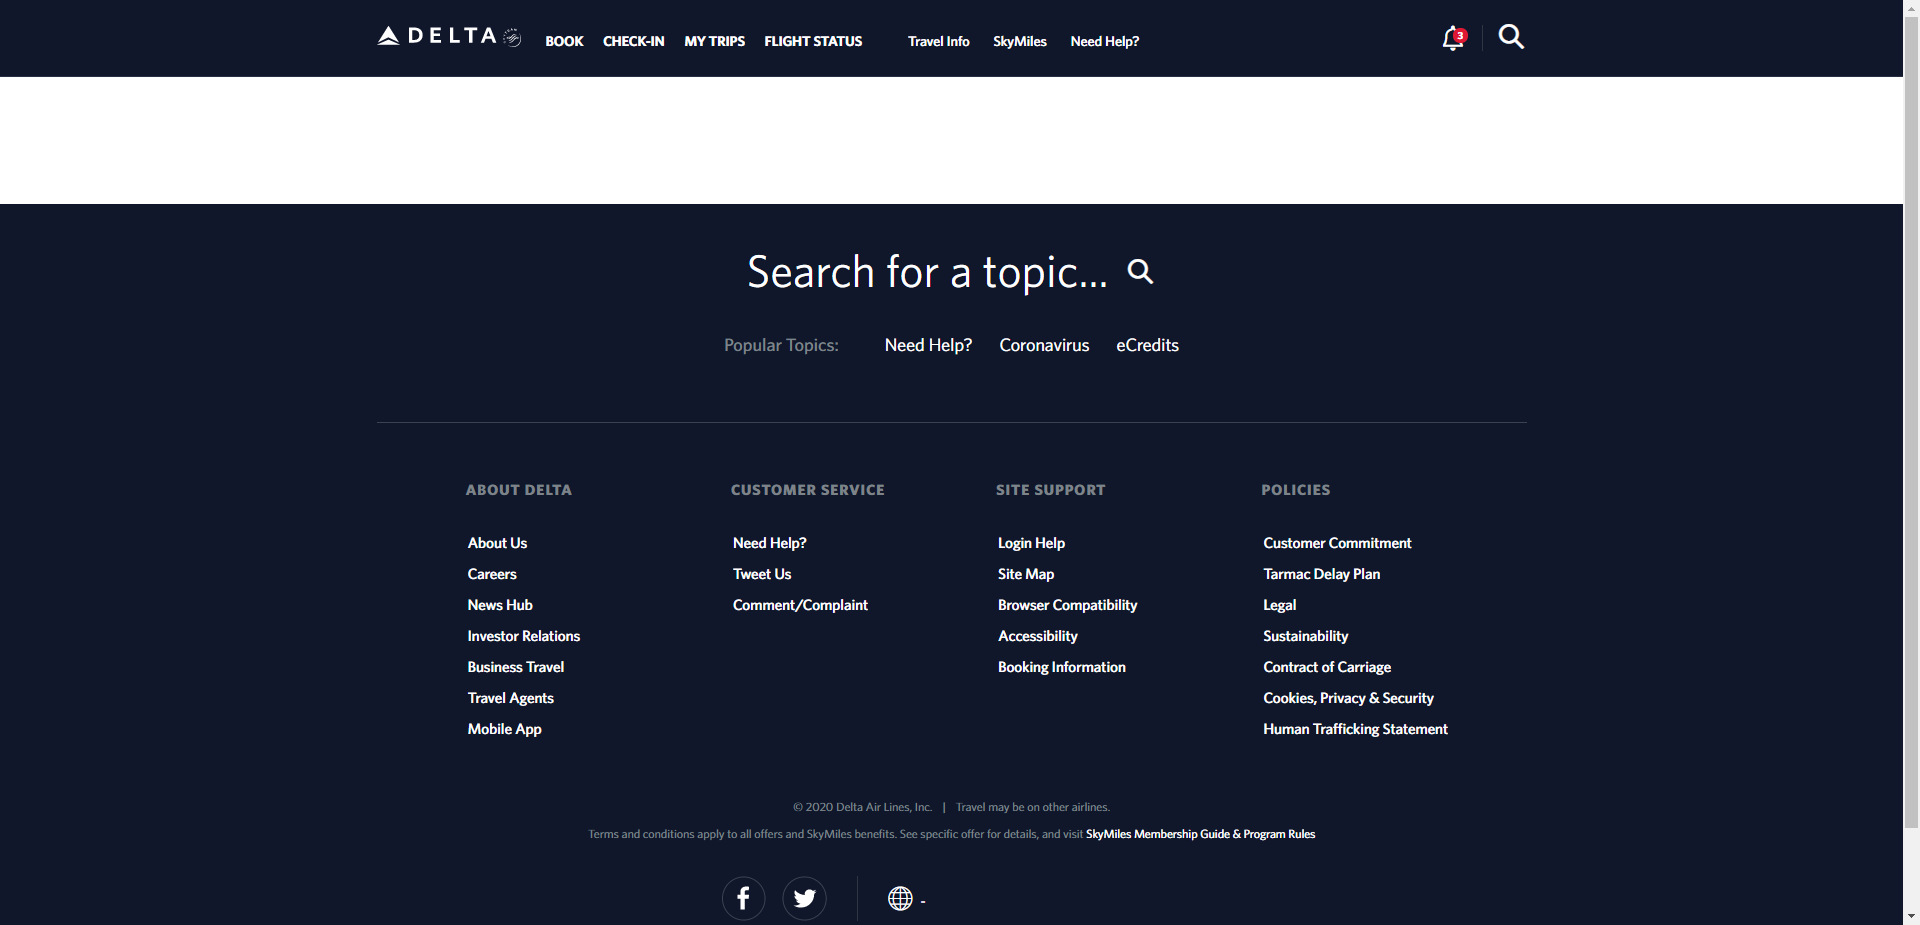 DELTA
BOOK CHECK-IN MY TRIPS FLIGHT STATUS Travel Info SkyMiles Need Help? 3
Search for a topic...
Popular Topics: Need Help? Coronavirus eCredits
ABOUT DELTA
About Us
Careers
News Hub
Investor Relations
Business Travel
Travel Agents
Mobile App
CUSTOMER SERVICE
Need Help?
Tweet Us
Comment/Complaint
SITE SUPPORT
Login Help
Site Map
Browser Compatibility
Accessibility
Booking Information
POLICIES
Customer Commitment
Tarmac Delay Plan
Legal
Sustainability
Contract of Carriage
Cookies, Privacy & Security
Human Trafficking Statement
© 2020 Delta Air Lines, Inc. | Travel may be on other airlines.
Terms and conditions apply to all offers and SkyMiles benefits. See specific offer for details, and visit SkyMiles Membership Guide & Program Rules
-